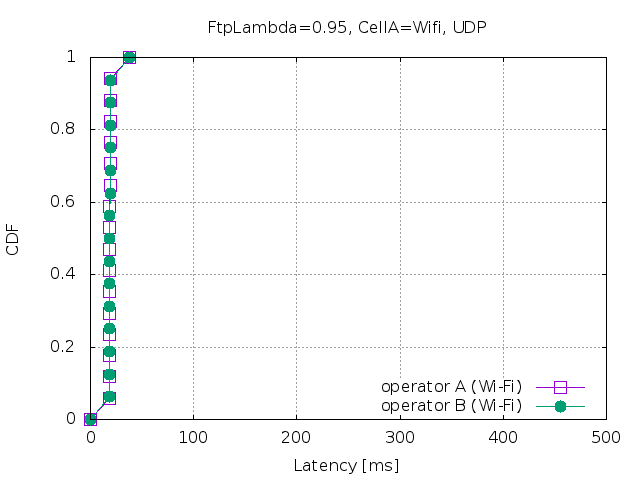 FtpLambda=0.95, CellA=Wifi, UDP
1
0.8
0.6
0.4
0.2
0
CDF
operator A (Wi-Fi)
operator B (Wi-Fi)
0 100 200 300 400 500
Latency [ms]